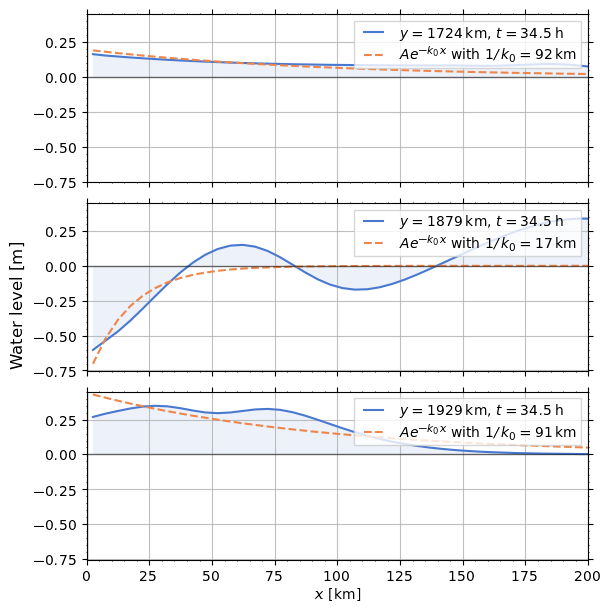 0.25
0.00
−0.25
−0.50
−0.75
y = 1724 km, t = 34.5 h
Ae^{−k₀x} with 1/k₀ = 92 km
0.25
0.00
−0.25
−0.50
−0.75
y = 1879 km, t = 34.5 h
Ae^{−k₀x} with 1/k₀ = 17 km
Water level [m]
0.25
0.00
−0.25
−0.50
−0.75
y = 1929 km, t = 34.5 h
Ae^{−k₀x} with 1/k₀ = 91 km
0 25 50 75 100 125 150 175 200
x [km]